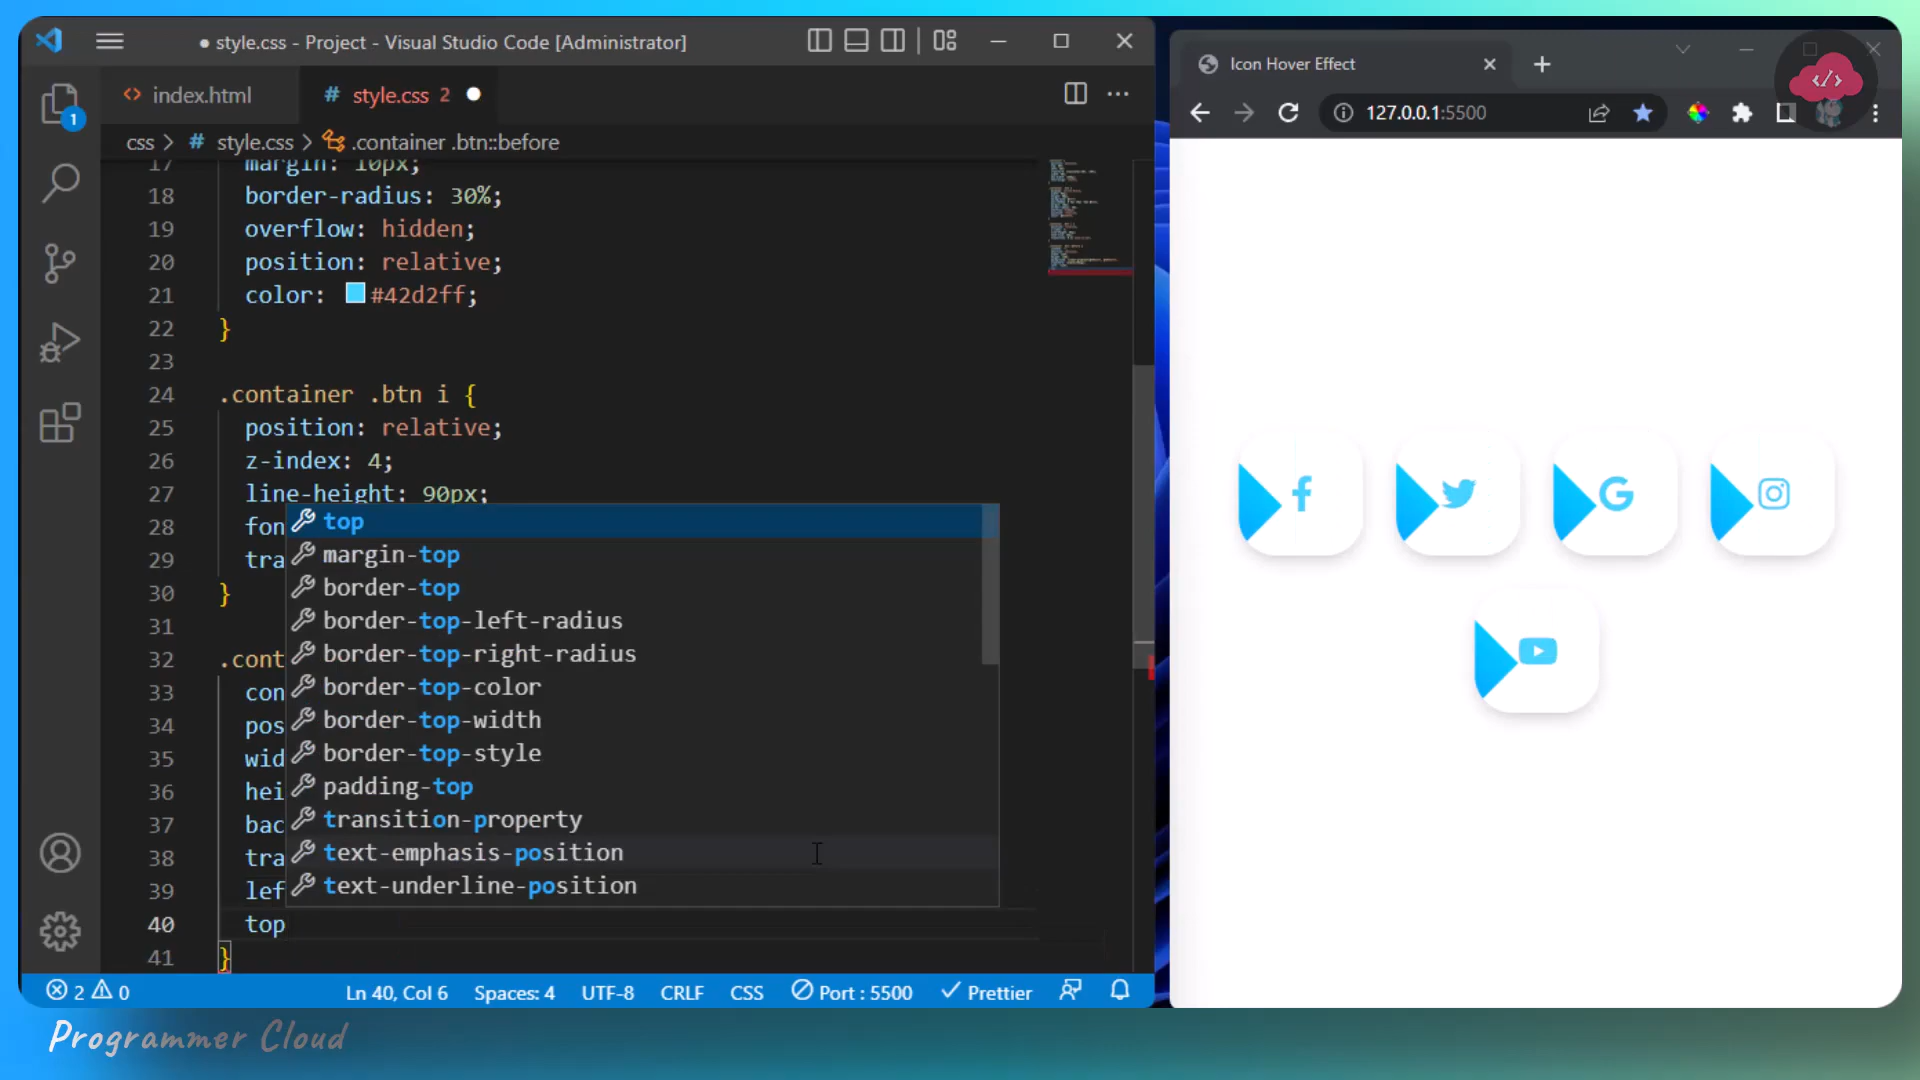 style.css - Project - Visual Studio Code [Administrator]
index.html
# style.css 2
css > # style.css > .container .btn::before
17 margin: 10px;
18 border-radius: 30%;
19 overflow: hidden;
20 position: relative;
21 color: #42d2ff;
22 }
23
24 .container .btn i {
25 position: relative;
26 z-index: 4;
27 line-height: 90px;
28 fon
29 tra
30 }
31
32 .cont
33 con
34 pos
35 wid
36 hei
37 bac
38 tra
39 lef
40 top
41 }
top
margin-top
border-top
border-top-left-radius
border-top-right-radius
border-top-color
border-top-width
border-top-style
padding-top
transition-property
text-emphasis-position
text-underline-position
1
2 0
Ln 40, Col 6
Spaces: 4
UTF-8
CRLF
CSS
Port : 5500
Prettier
Icon Hover Effect
127.0.0.1:5500
</>
f
G
Programmer Cloud